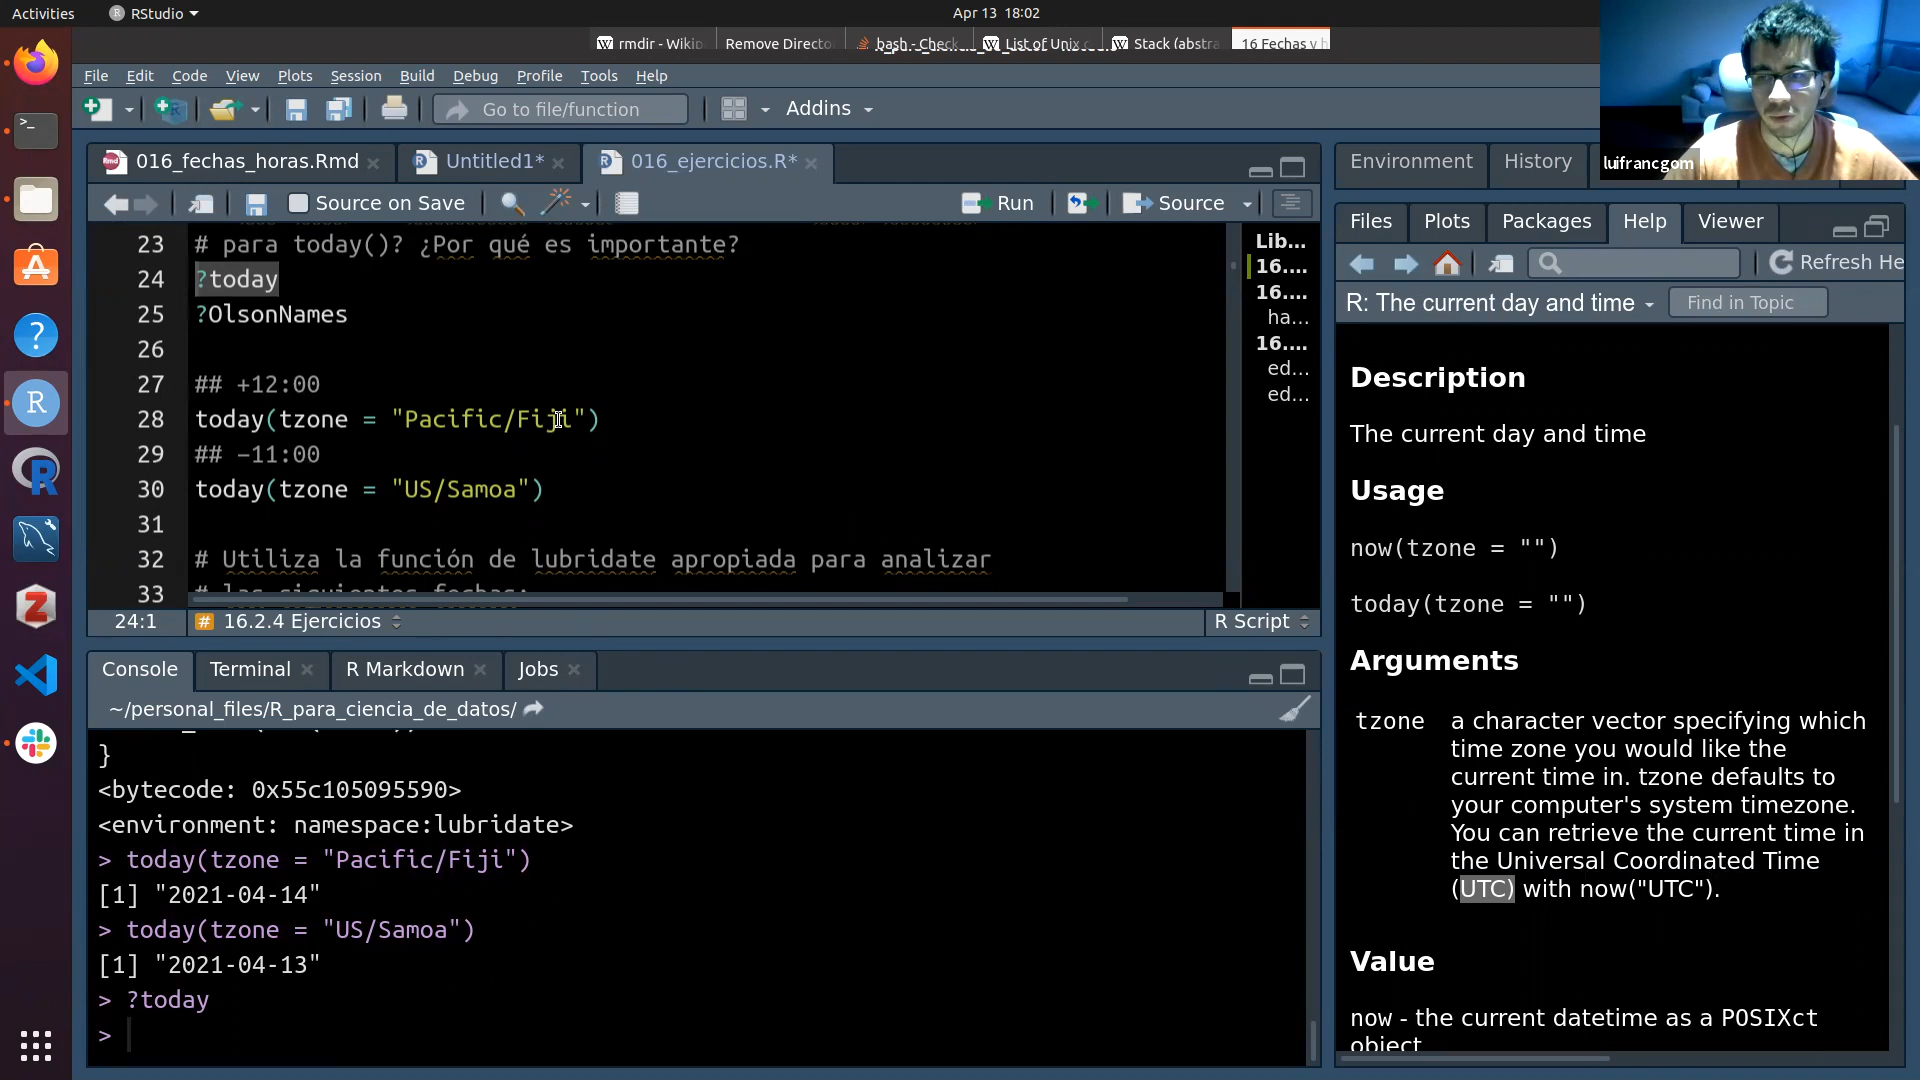 Activities
RStudio
Apr 13 18:02
rmdir - Wikip
Remove Directo
bash - Check
List of Unix
Stack (abstra
16 Fechas y h
File Edit Code View Plots Session Build Debug Profile Tools Help
Go to file/function
Addins
luifrancgom
016_fechas_horas.Rmd
Untitled1*
016_ejercicios.R*
Environment
History
Source on Save
Run
Source
Files
Plots
Packages
Help
Viewer
Refresh He
R: The current day and time
Find in Topic
23 # para today()? ¿Por qué es importante?
24 ?today
25 ?OlsonNames
26
27 ## +12:00
28 today(tzone = "Pacific/Fiji")
29 ## −11:00
30 today(tzone = "US/Samoa")
31
32 # Utiliza la función de lubridate apropiada para analizar
33 # las siguientes fechas:
Lib...
16....
16....
ha...
16....
ed...
ed...
24:1
# 16.2.4 Ejercicios
R Script
Console
Terminal
R Markdown
Jobs
~/personal_files/R_para_ciencia_de_datos/
}
<bytecode: 0x55c105095590>
<environment: namespace:lubridate>
> today(tzone = "Pacific/Fiji")
[1] "2021-04-14"
> today(tzone = "US/Samoa")
[1] "2021-04-13"
> ?today
>
Description
The current day and time
Usage
now(tzone = "")
today(tzone = "")
Arguments
tzone a character vector specifying which
time zone you would like the
current time in. tzone defaults to
your computer's system timezone.
You can retrieve the current time in
the Universal Coordinated Time
(UTC) with now("UTC").
Value
now - the current datetime as a POSIXct
object